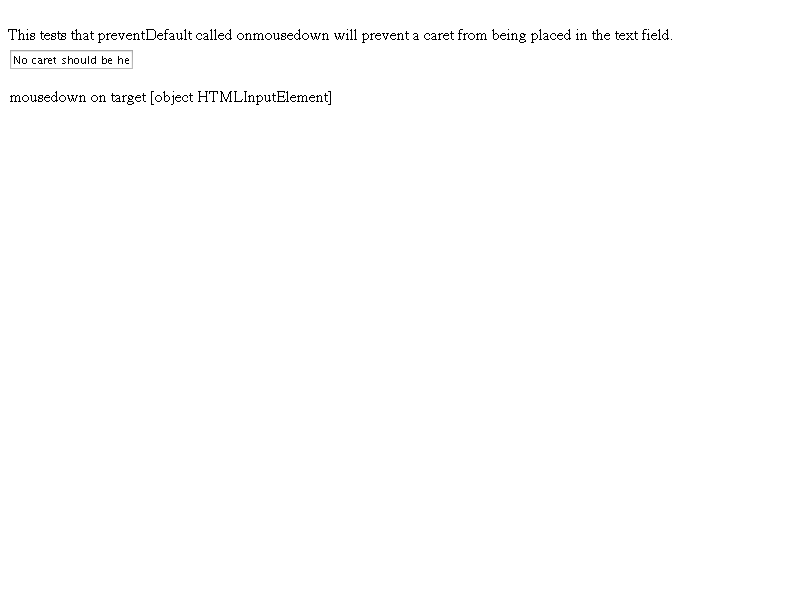 This tests that preventDefault called onmousedown will prevent a caret from being placed in the text field.
No caret should be he
mousedown on target [object HTMLInputElement]